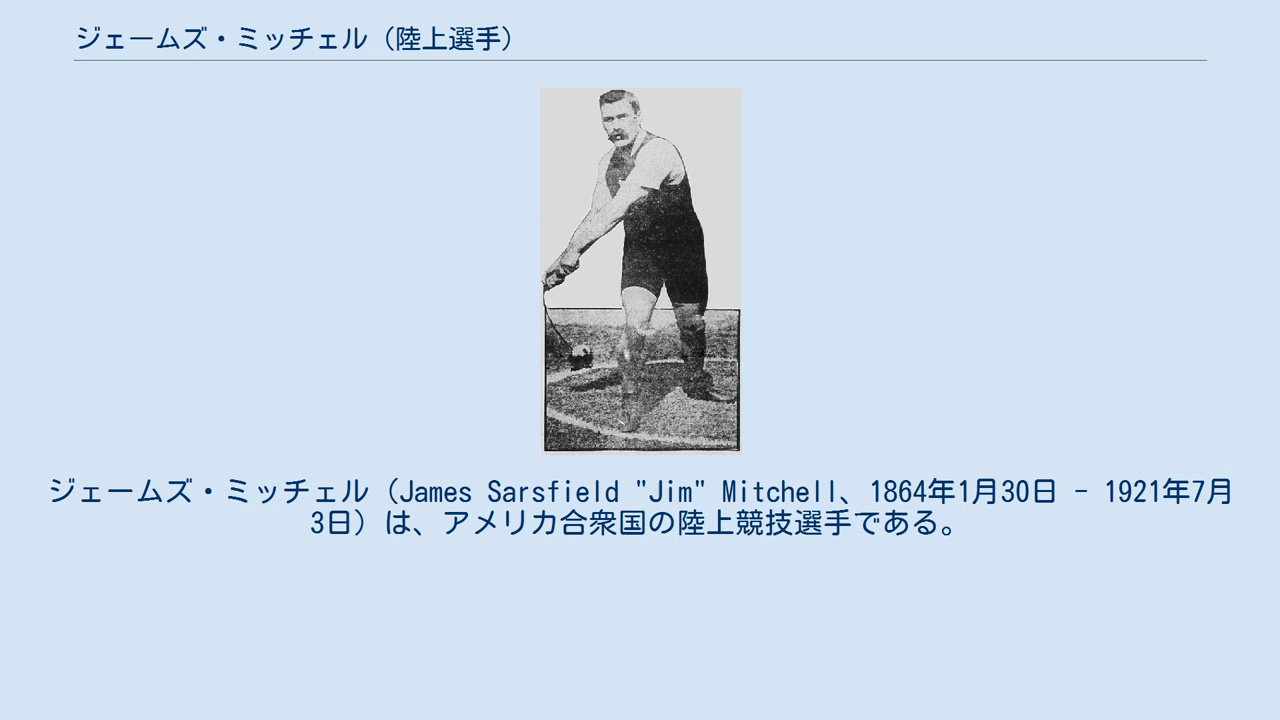 ジェームズ・ミッチェル（陸上選手）
ジェームズ・ミッチェル（James Sarsfield "Jim" Mitchell、1864年1月30日 - 1921年7月
3日）は、アメリカ合衆国の陸上競技選手である。